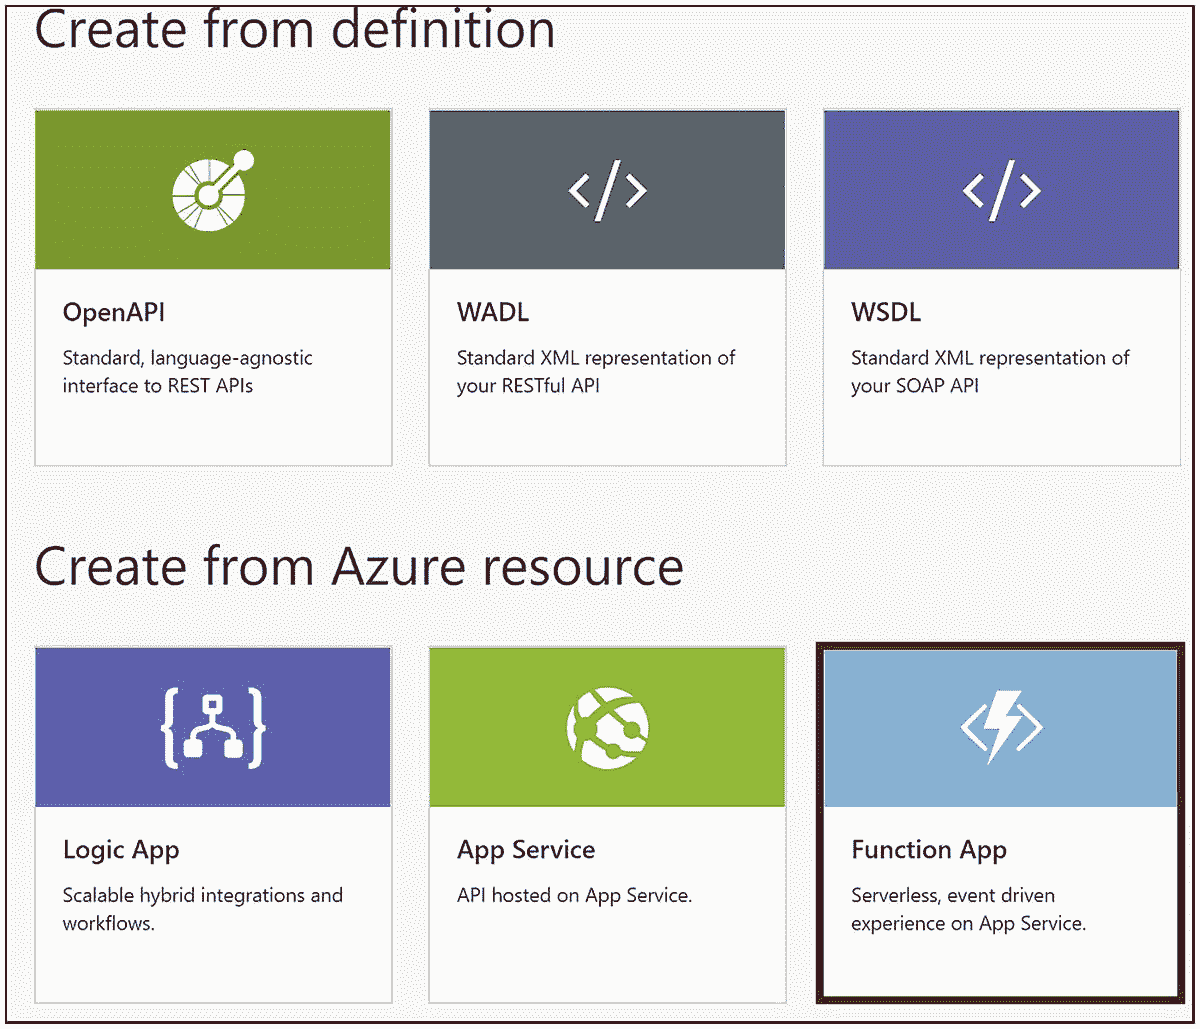 Create from definition
OpenAPI
Standard, language-agnostic
interface to REST APIs
WADL
Standard XML representation of
your RESTful API
WSDL
Standard XML representation of
your SOAP API
Create from Azure resource
Logic App
Scalable hybrid integrations and
workflows.
App Service
API hosted on App Service.
Function App
Serverless, event driven
experience on App Service.